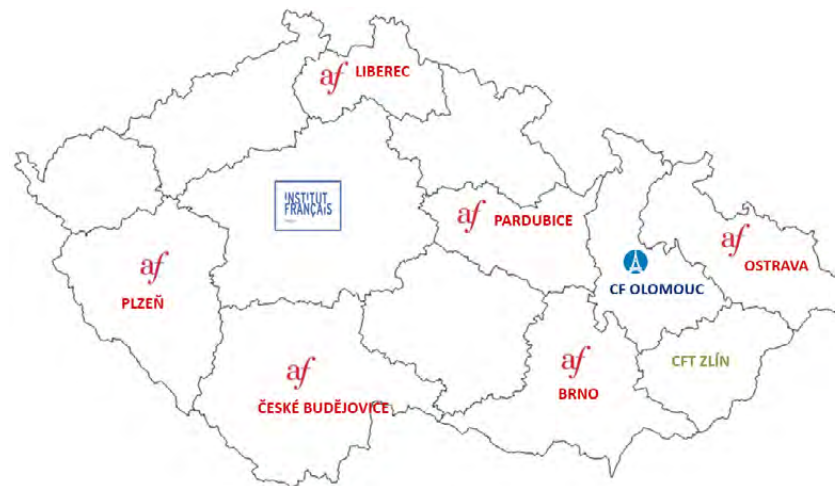 af LIBEREC
INSTITUT
FRANÇAIS
af PARDUBICE
af
OSTRAVA
af
PLZEŇ
CF OLOMOUC
af
ČESKÉ BUDĚJOVICE
af
BRNO
CFT ZLÍN